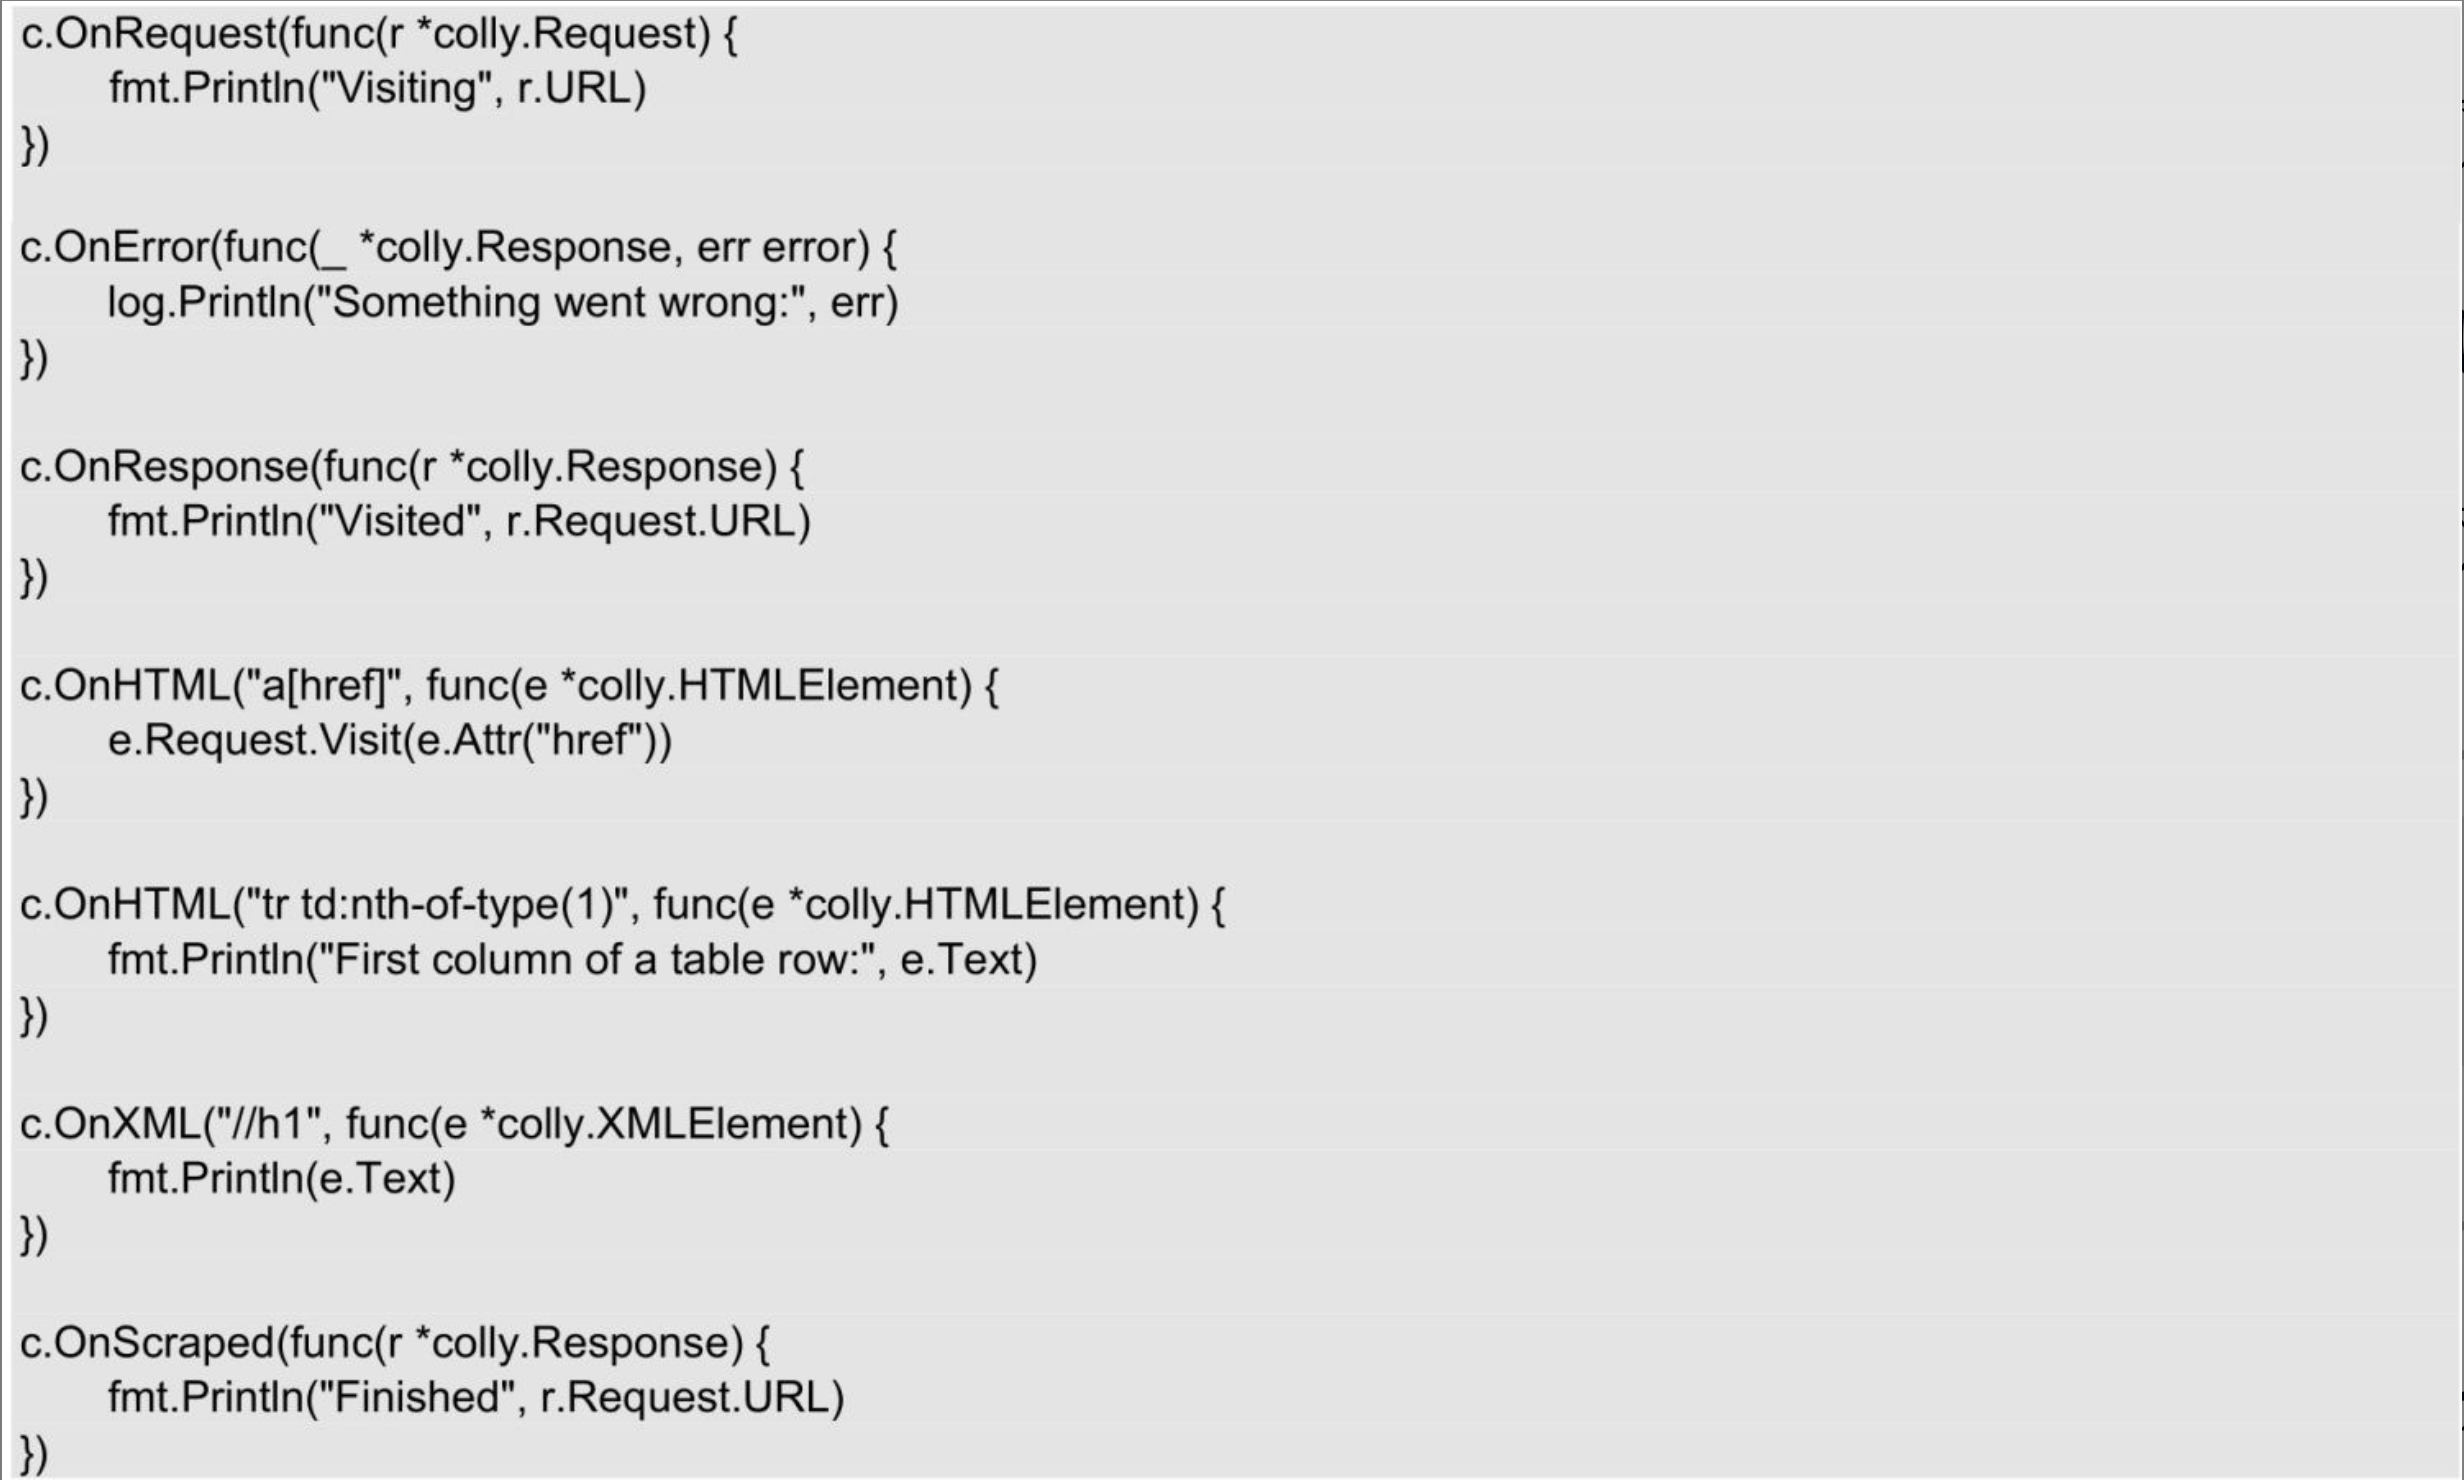 c.OnRequest(func(r *colly.Request) {
fmt.Println("Visiting", r.URL)
})
c.OnError(func(_ *colly.Response, err error) {
log.Println("Something went wrong:", err)
})
c.OnResponse(func(r *colly.Response) {
fmt.Println("Visited", r.Request.URL)
})
c.OnHTML("a[href]", func(e *colly.HTMLElement) {
e.Request.Visit(e.Attr("href"))
})
c.OnHTML("tr td:nth-of-type(1)", func(e *colly.HTMLElement) {
fmt.Println("First column of a table row:", e.Text)
})
c.OnXML("//h1", func(e *colly.XMLElement) {
fmt.Println(e.Text)
})
c.OnScraped(func(r *colly.Response) {
fmt.Println("Finished", r.Request.URL)
})